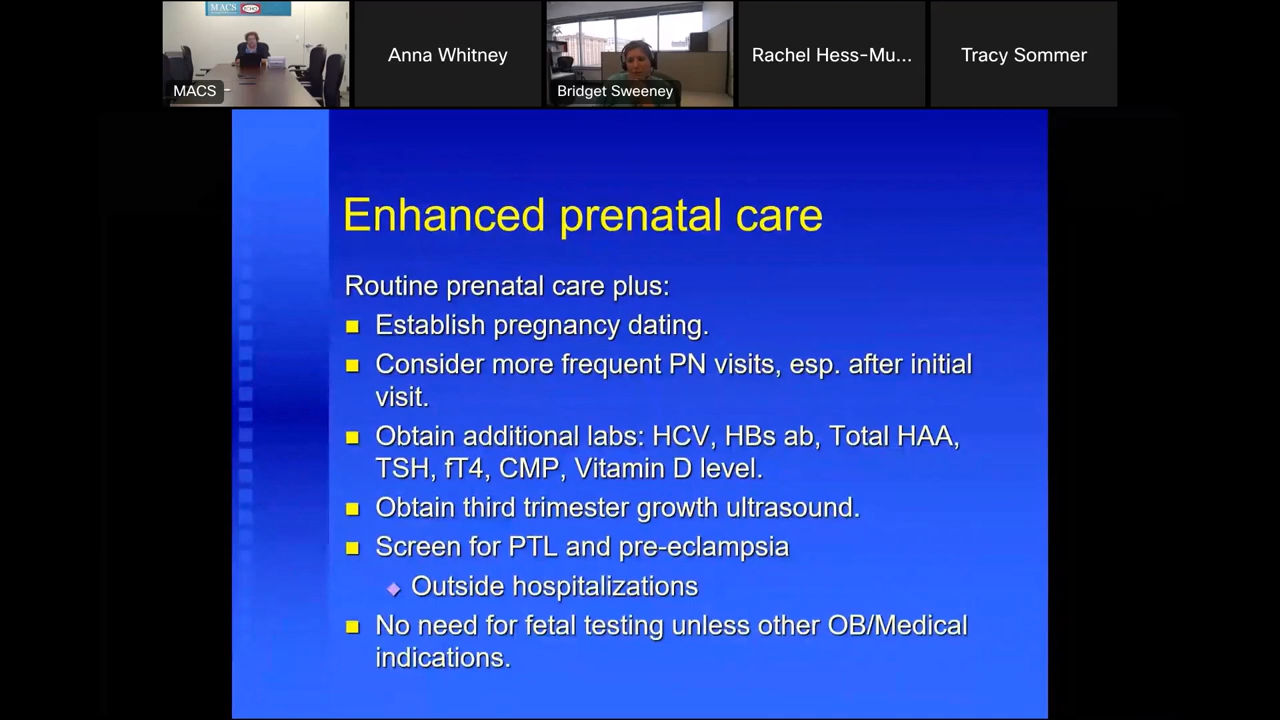 MACS
MACS
Anna Whitney
Bridget Sweeney
Rachel Hess-Mu...
Tracy Sommer
Enhanced prenatal care
Routine prenatal care plus:
Establish pregnancy dating.
Consider more frequent PN visits, esp. after initial
visit.
Obtain additional labs: HCV, HBs ab, Total HAA,
TSH, fT4, CMP, Vitamin D level.
Obtain third trimester growth ultrasound.
Screen for PTL and pre-eclampsia
Outside hospitalizations
No need for fetal testing unless other OB/Medical
indications.